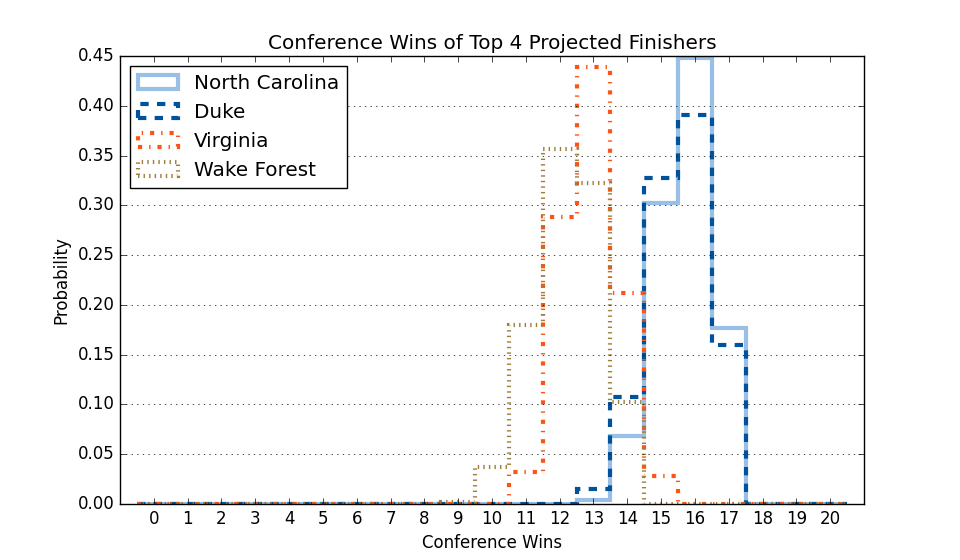 Conference Wins of Top 4 Projected Finishers
0.45
0.40
0.35
0.30
0.25
0.20
0.15
0.10
0.05
0.00
Probability
North Carolina
Duke
Virginia
Wake Forest
0 1 2 3 4 5 6 7 8 9 10 11 12 13 14 15 16 17 18 19 20
Conference Wins